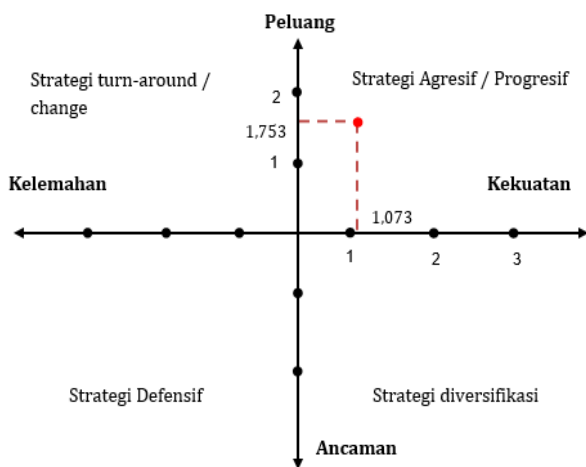 Peluang
Strategi turn-around /
change
Strategi Agresif / Progresif
2
1,753
1
Kelemahan
Kekuatan
1,073
1
2
3
Strategi Defensif
Strategi diversifikasi
Ancaman